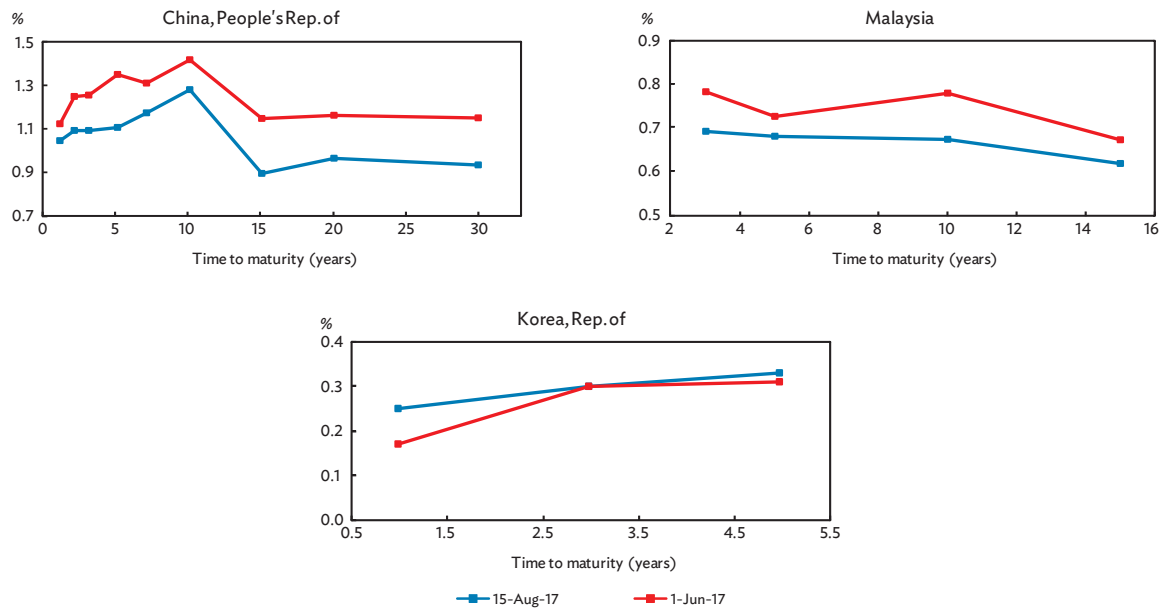 China, People's Rep. of
%
1.5
1.3
1.1
0.9
0.7
0 5 10 15 20 25 30
Time to maturity (years)
Malaysia
%
0.9
0.8
0.7
0.6
0.5
2 4 6 8 10 12 14 16
Time to maturity (years)
Korea, Rep. of
%
0.4
0.3
0.2
0.1
0.0
0.5 1.5 2.5 3.5 4.5 5.5
Time to maturity (years)
15-Aug-17 1-Jun-17